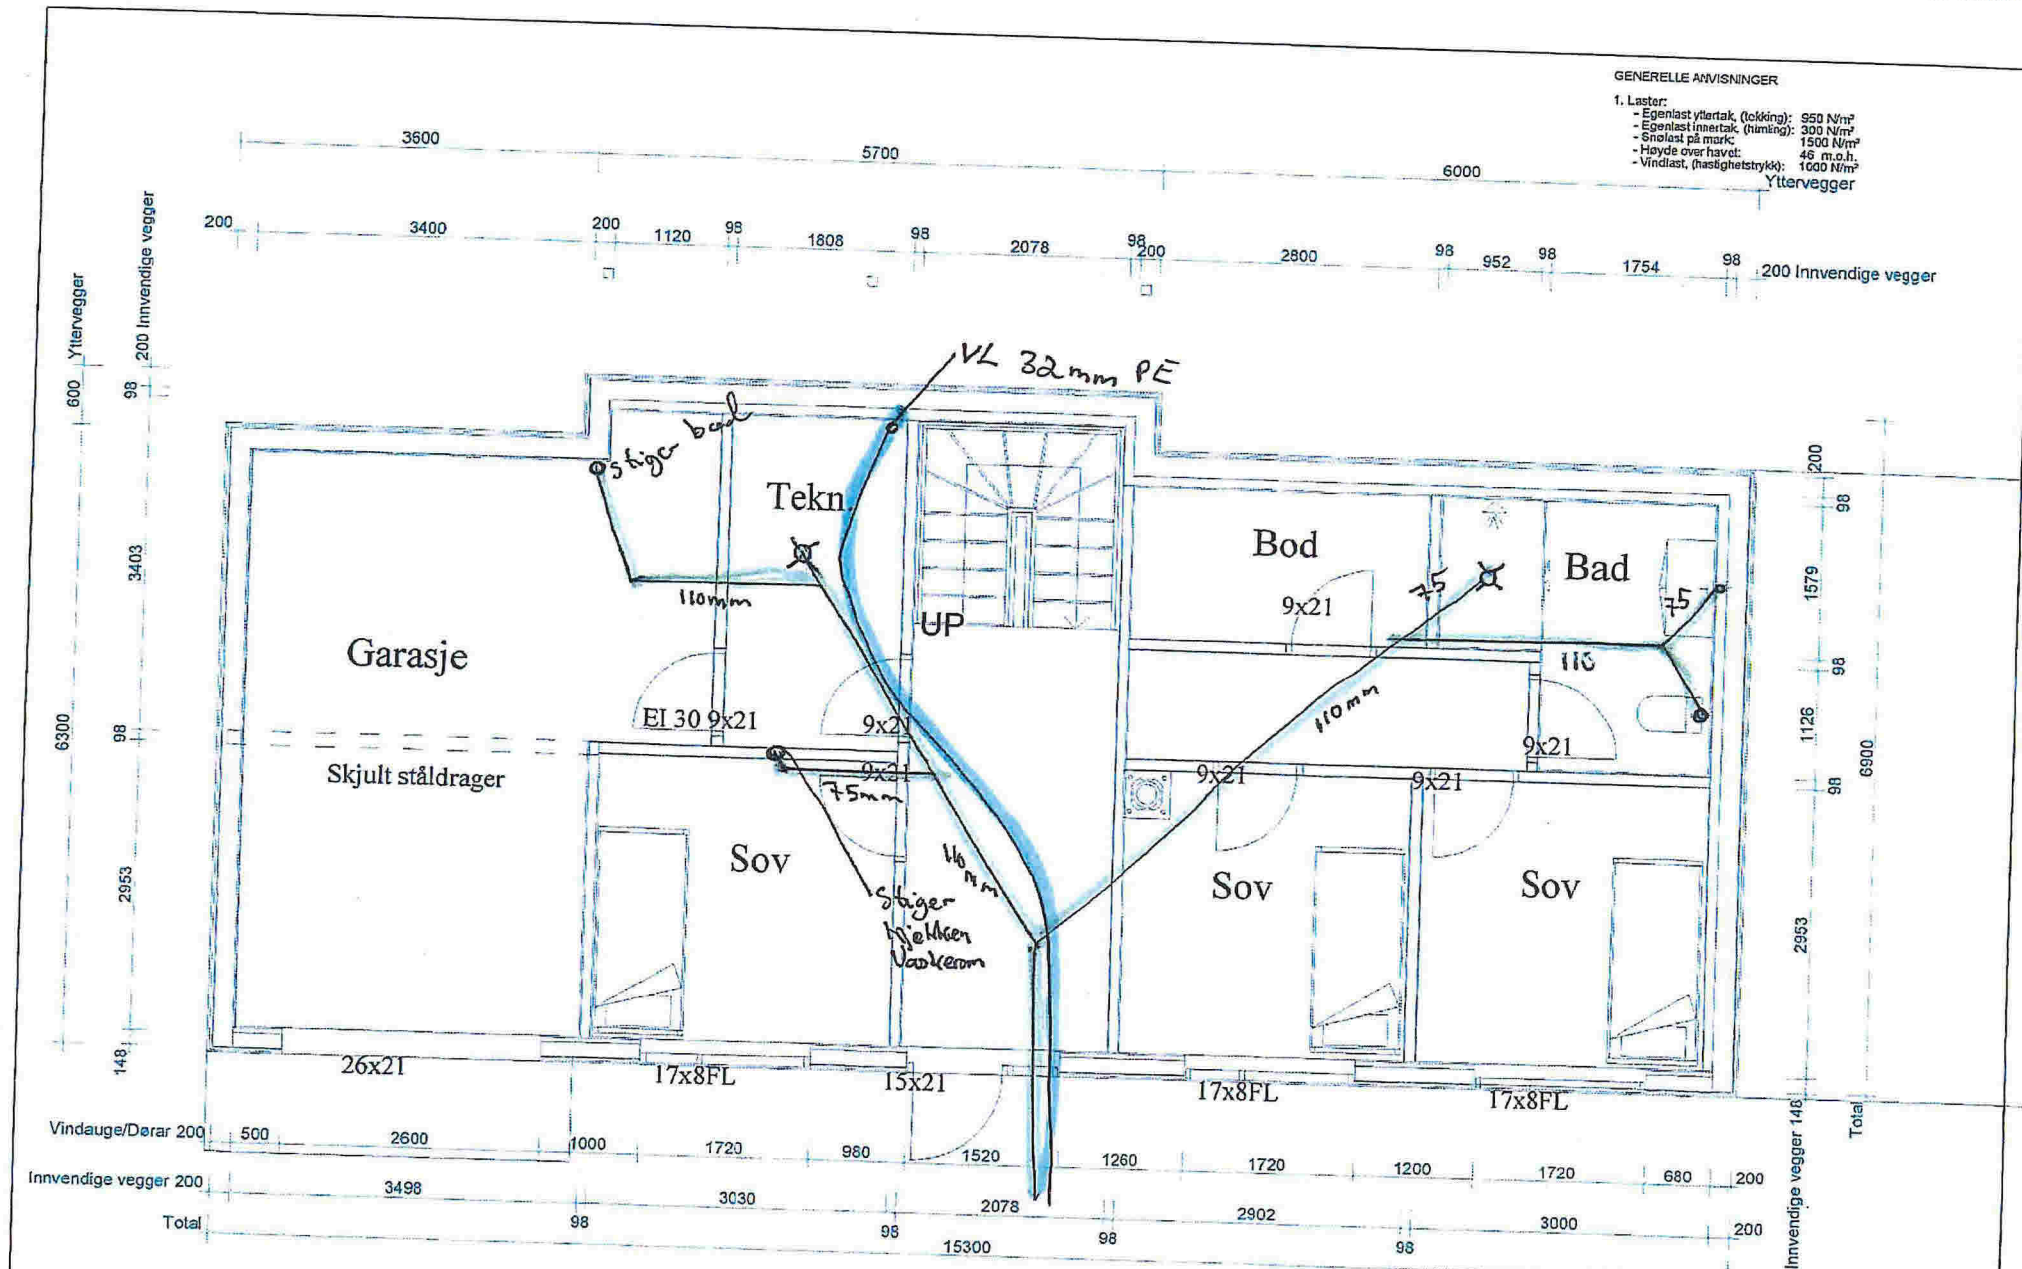 GENERELLE ANVISNINGER
1. Laster:
- Egenlast yttertak, (tekking): 950 N/m²
- Egenlast innertak, (himling): 300 N/m²
- Snølast på mark: 1500 N/m²
- Høyde over havet: 46 m.o.h.
- Vindlast, (hastighetstrykk): 1000 N/m²
3600 5700 6000 Yttervegger
200 3400 200 1120 98 1808 98 2078 98 200 2800 98 952 98 1754 98 200 Innvendige vegger
Yttervegger
600
6300
200 Innvendige vegger
98
3403
98
2953
148
VL 32mm PE
stiger bad
Tekn.
110mm
Garasje
UP
Bod
Bad
9x21
75
75
110
110mm
EI 30 9x21
9x21
9x21
9x21
9x21
9x21
Skjult ståldrager
75mm
110mm
Sov
Sov
Sov
Stiger
kjøkken
Vaskerom
200
98
1579
98
1126
98
2953
Innvendige vegger 148
6900
Total
26x21
17x8FL
15x21
17x8FL
17x8FL
Vindauge/Dørar 200 500 2600 1000 1720 980 1520 1260 1720 1200 1720 680 200
Innvendige vegger 200 3498 98 3030 98 2078 98 2902 98 3000 200
Total 15300